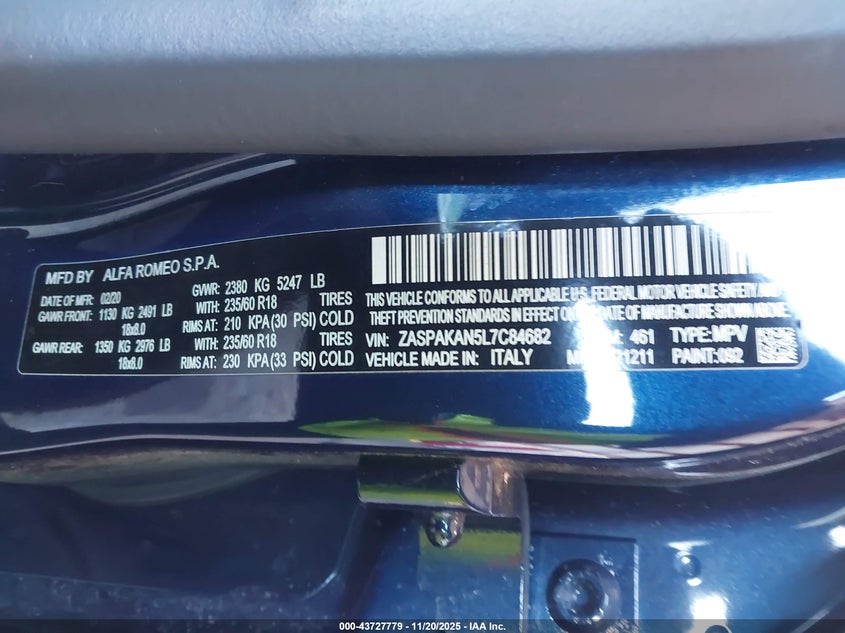 MFD BY ALFA ROMEO S.P.A.
DATE OF MFR: 02/20 GVWR: 2380 KG 5247 LB
GAWR FRONT: 1130 KG 2491 LB WITH: 235/60 R18 TIRES
18x8.0 RIMS AT: 210 KPA (30 PSI) COLD
GAWR REAR: 1350 KG 2976 LB WITH: 235/60 R18 TIRES
18x8.0 RIMS AT: 230 KPA (33 PSI) COLD
THIS VEHICLE CONFORMS TO ALL APPLICABLE U.S. FEDERAL MOTOR VEHICLE SAFETY AND
THEFT PREVENTION STANDARDS IN EFFECT ON THE DATE OF MANUFACTURE SHOWN ABOVE.
VIN: ZASPAKAN5L7C84682 461 TYPE: MPV
VEHICLE MADE IN: ITALY 21211 PAINT: 092
000-43727779 — 11/20/2025 — IAA Inc.